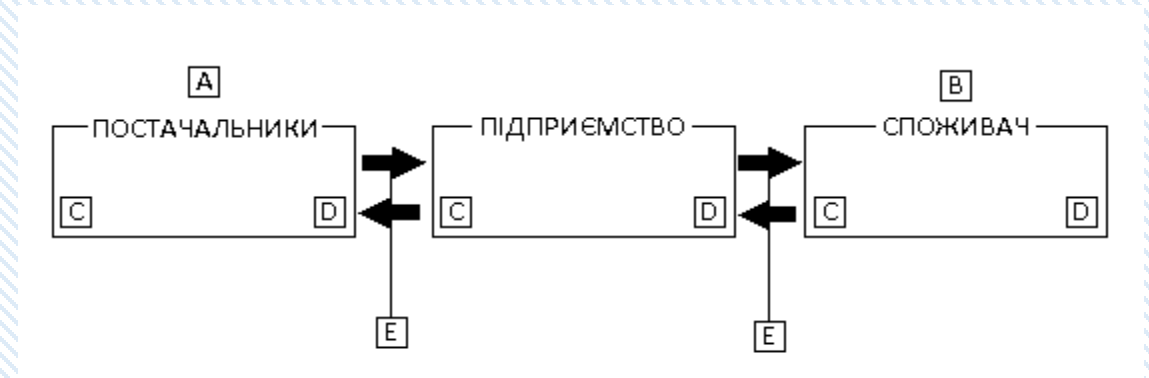 A
B
ПОСТАЧАЛЬНИКИ
ПІДПРИЄМСТВО
СПОЖИВАЧ
C D C D C D
E
E